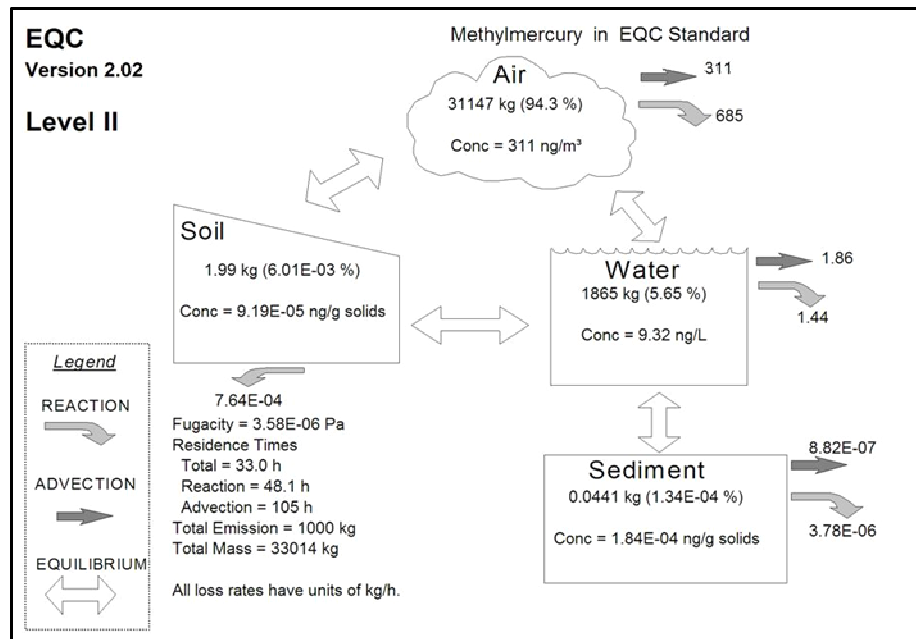 EQC
Version 2.02
Level II
Methylmercury in EQC Standard
Air
31147 kg (94.3 %)
Conc = 311 ng/m³
311
685
Soil
1.99 kg (6.01E-03 %)
Conc = 9.19E-05 ng/g solids
7.64E-04
Water
1865 kg (5.65 %)
Conc = 9.32 ng/L
1.86
1.44
Legend
REACTION
ADVECTION
EQUILIBRIUM
Fugacity = 3.58E-06 Pa
Residence Times
Total = 33.0 h
Reaction = 48.1 h
Advection = 105 h
Total Emission = 1000 kg
Total Mass = 33014 kg
All loss rates have units of kg/h.
Sediment
0.0441 kg (1.34E-04 %)
Conc = 1.84E-04 ng/g solids
8.82E-07
3.78E-06